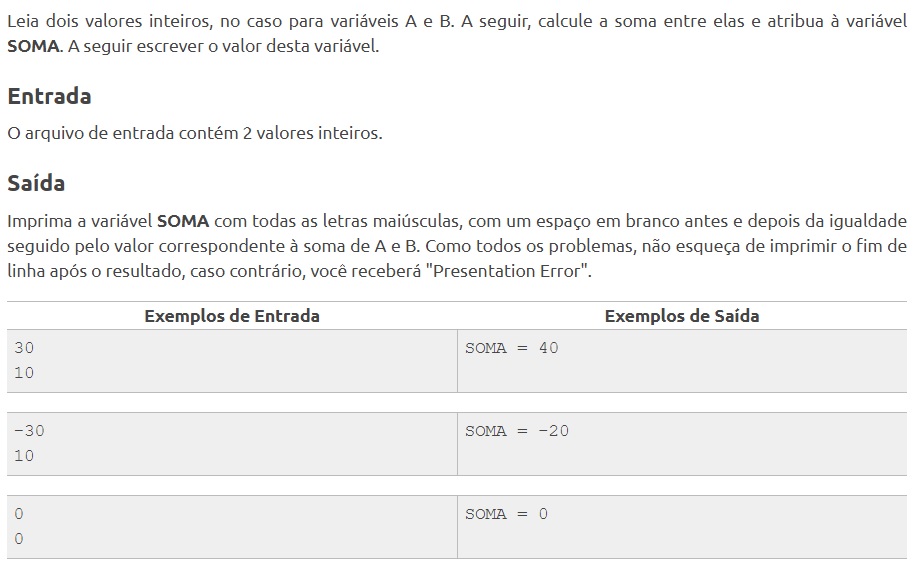 Leia dois valores inteiros, no caso para variáveis A e B. A seguir, calcule a soma entre elas e atribua à variável
SOMA. A seguir escrever o valor desta variável.
Entrada
O arquivo de entrada contém 2 valores inteiros.
Saída
Imprima a variável SOMA com todas as letras maiúsculas, com um espaço em branco antes e depois da igualdade
seguido pelo valor correspondente à soma de A e B. Como todos os problemas, não esqueça de imprimir o fim de
linha após o resultado, caso contrário, você receberá "Presentation Error".
Exemplos de Entrada Exemplos de Saída
30 SOMA = 40
10
-30 SOMA = -20
10
0 SOMA = 0
0